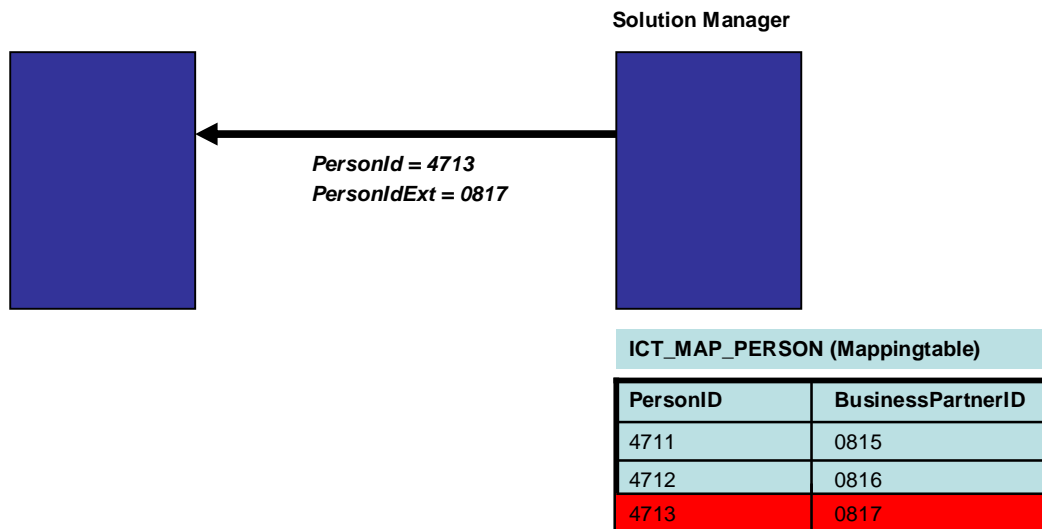 Solution Manager
PersonId = 4713
PersonIdExt = 0817
ICT_MAP_PERSON (Mappingtable)
PersonID BusinessPartnerID
4711 0815
4712 0816
4713 0817